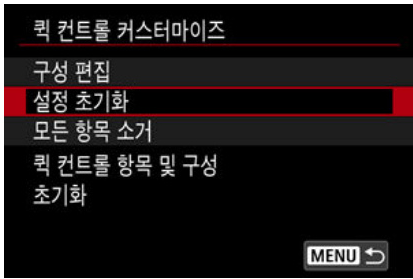 퀵 컨트롤 커스터마이즈
구성 편집
설정 초기화
모든 항목 소거
퀵 컨트롤 항목 및 구성
초기화
MENU